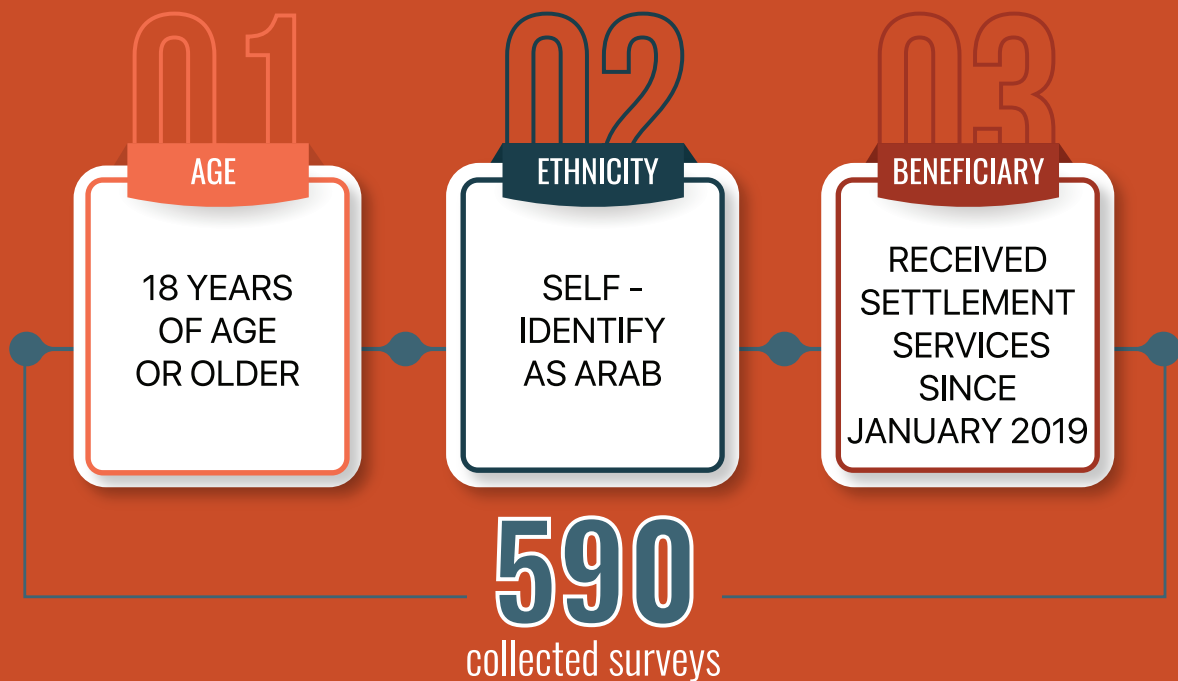 01
AGE
18 YEARS
OF AGE
OR OLDER
02
ETHNICITY
SELF -
IDENTIFY
AS ARAB
03
BENEFICIARY
RECEIVED
SETTLEMENT
SERVICES
SINCE
JANUARY 2019
590
collected surveys